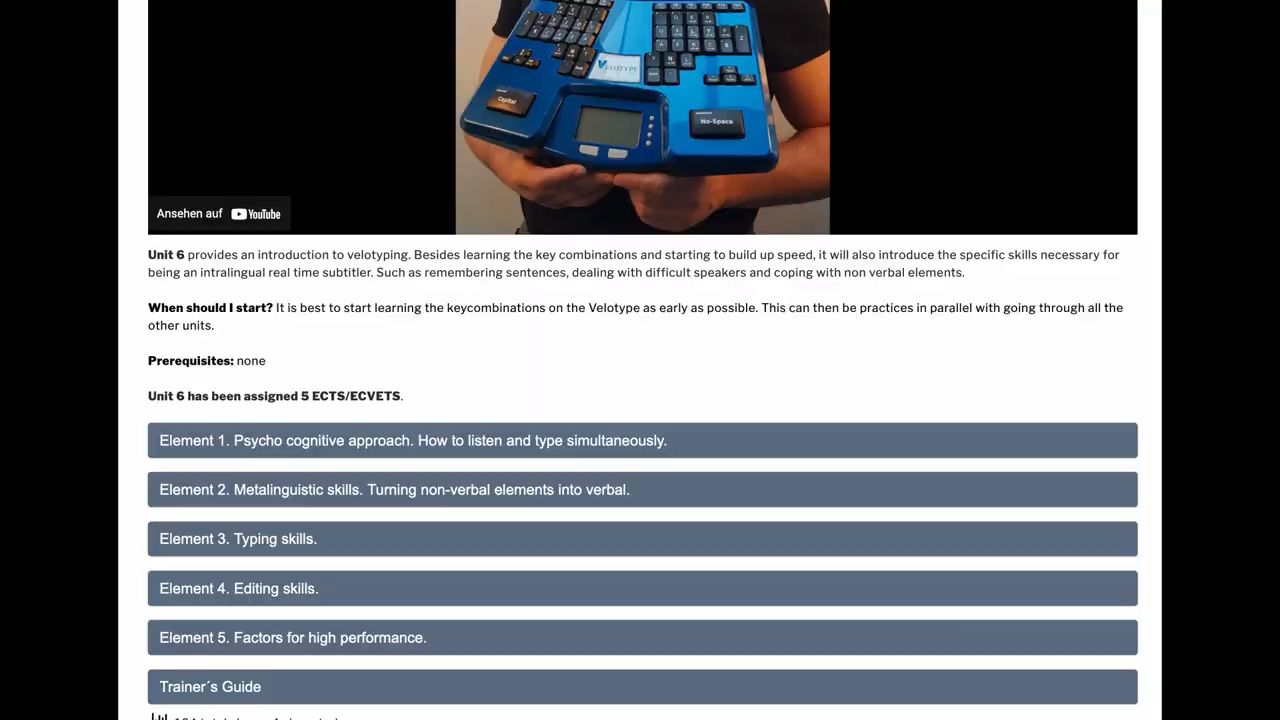 VELOTYPE
Capital
No-Space
Ansehen auf YouTube
Unit 6 provides an introduction to velotyping. Besides learning the key combinations and starting to build up speed, it will also introduce the specific skills necessary for
being an intralingual real time subtitler. Such as remembering sentences, dealing with difficult speakers and coping with non verbal elements.
When should I start? It is best to start learning the keycombinations on the Velotype as early as possible. This can then be practices in parallel with going through all the
other units.
Prerequisites: none
Unit 6 has been assigned 5 ECTS/ECVETS.
Element 1. Psycho cognitive approach. How to listen and type simultaneously.
Element 2. Metalinguistic skills. Turning non-verbal elements into verbal.
Element 3. Typing skills.
Element 4. Editing skills.
Element 5. Factors for high performance.
Trainer´s Guide